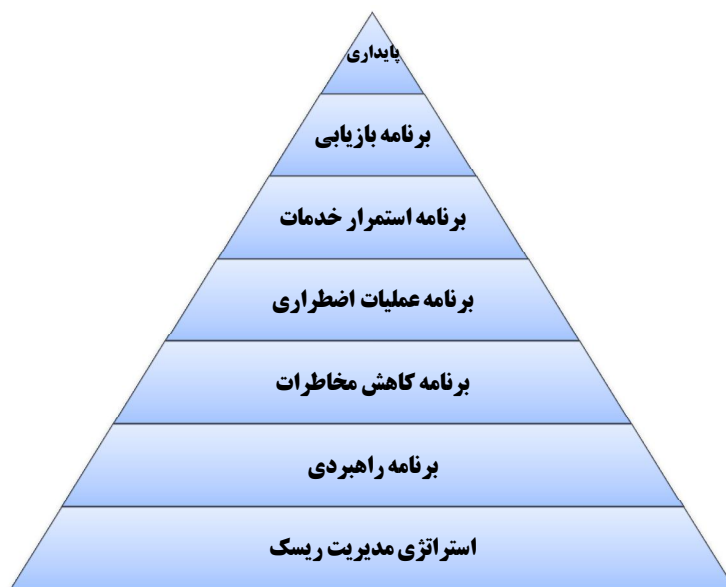 پایداری
برنامه بازیابی
برنامه استمرار خدمات
برنامه عملیات اضطراری
برنامه کاهش مخاطرات
برنامه راهبردی
استراتژی مدیریت ریسک